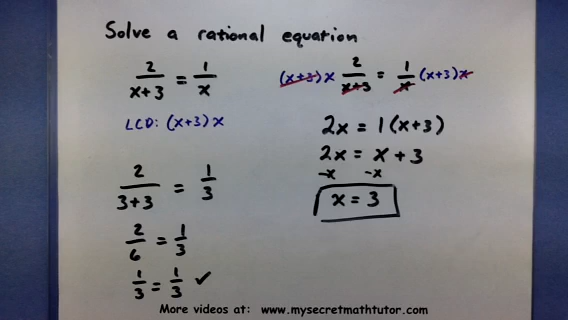 Solve a rational equation
2/(x+3) = 1/x
LCD: (x+3)x
2/(3+3) = 1/3
2/6 = 1/3
1/3 = 1/3 ✓
(x+3)x 2/(x+3) = 1/x (x+3)x
2x = 1(x+3)
2x = x + 3
-x -x
x = 3
More videos at: www.mysecretmathtutor.com